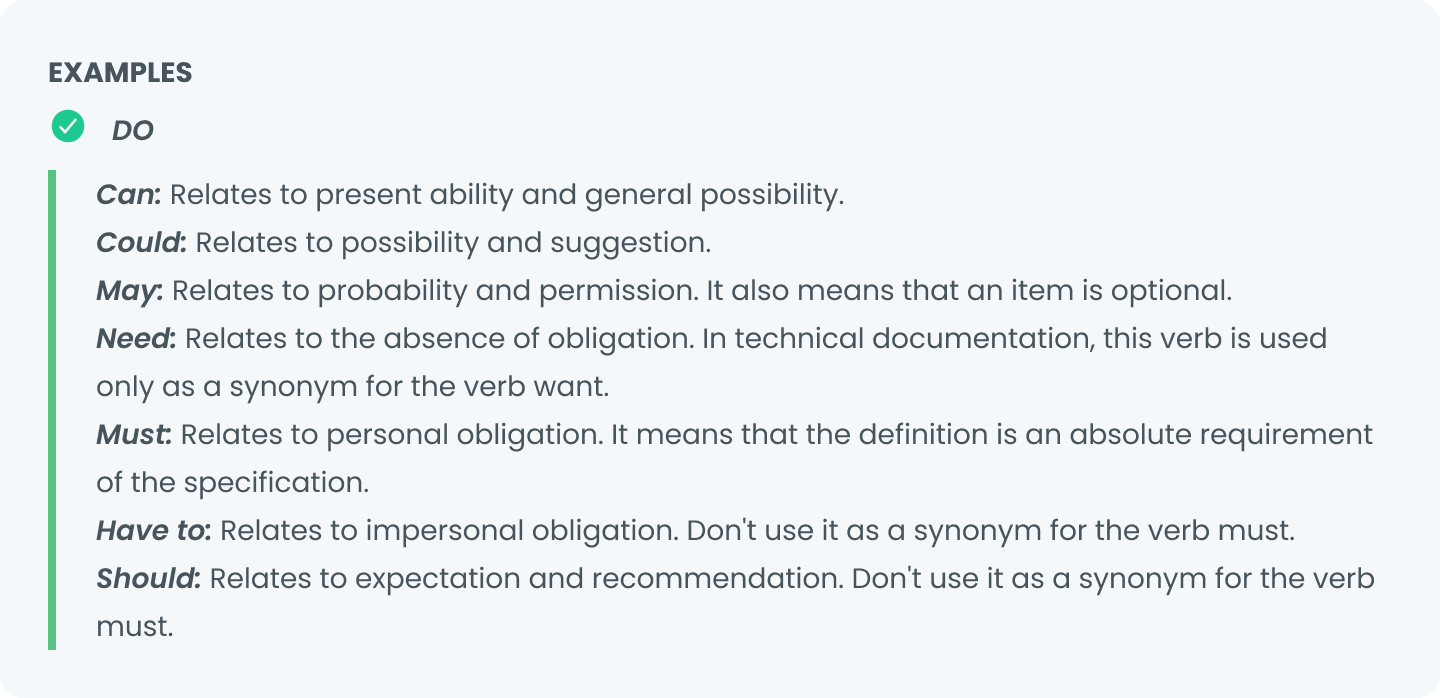 EXAMPLES
DO
Can: Relates to present ability and general possibility.
Could: Relates to possibility and suggestion.
May: Relates to probability and permission. It also means that an item is optional.
Need: Relates to the absence of obligation. In technical documentation, this verb is used
only as a synonym for the verb want.
Must: Relates to personal obligation. It means that the definition is an absolute requirement
of the specification.
Have to: Relates to impersonal obligation. Don't use it as a synonym for the verb must.
Should: Relates to expectation and recommendation. Don't use it as a synonym for the verb
must.